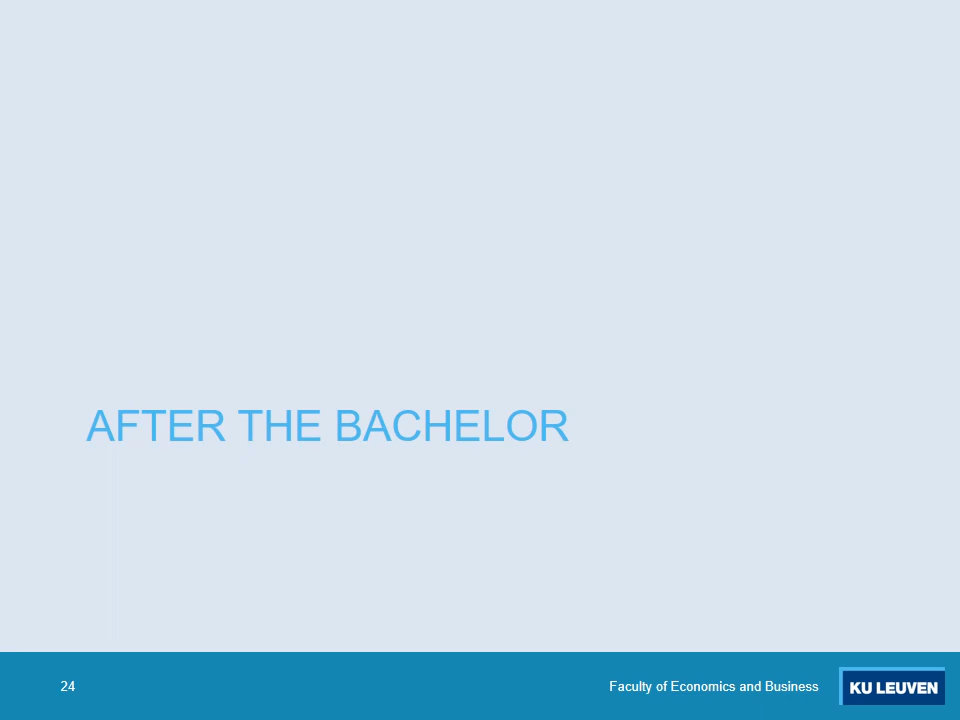 AFTER THE BACHELOR
24
Faculty of Economics and Business
KU LEUVEN